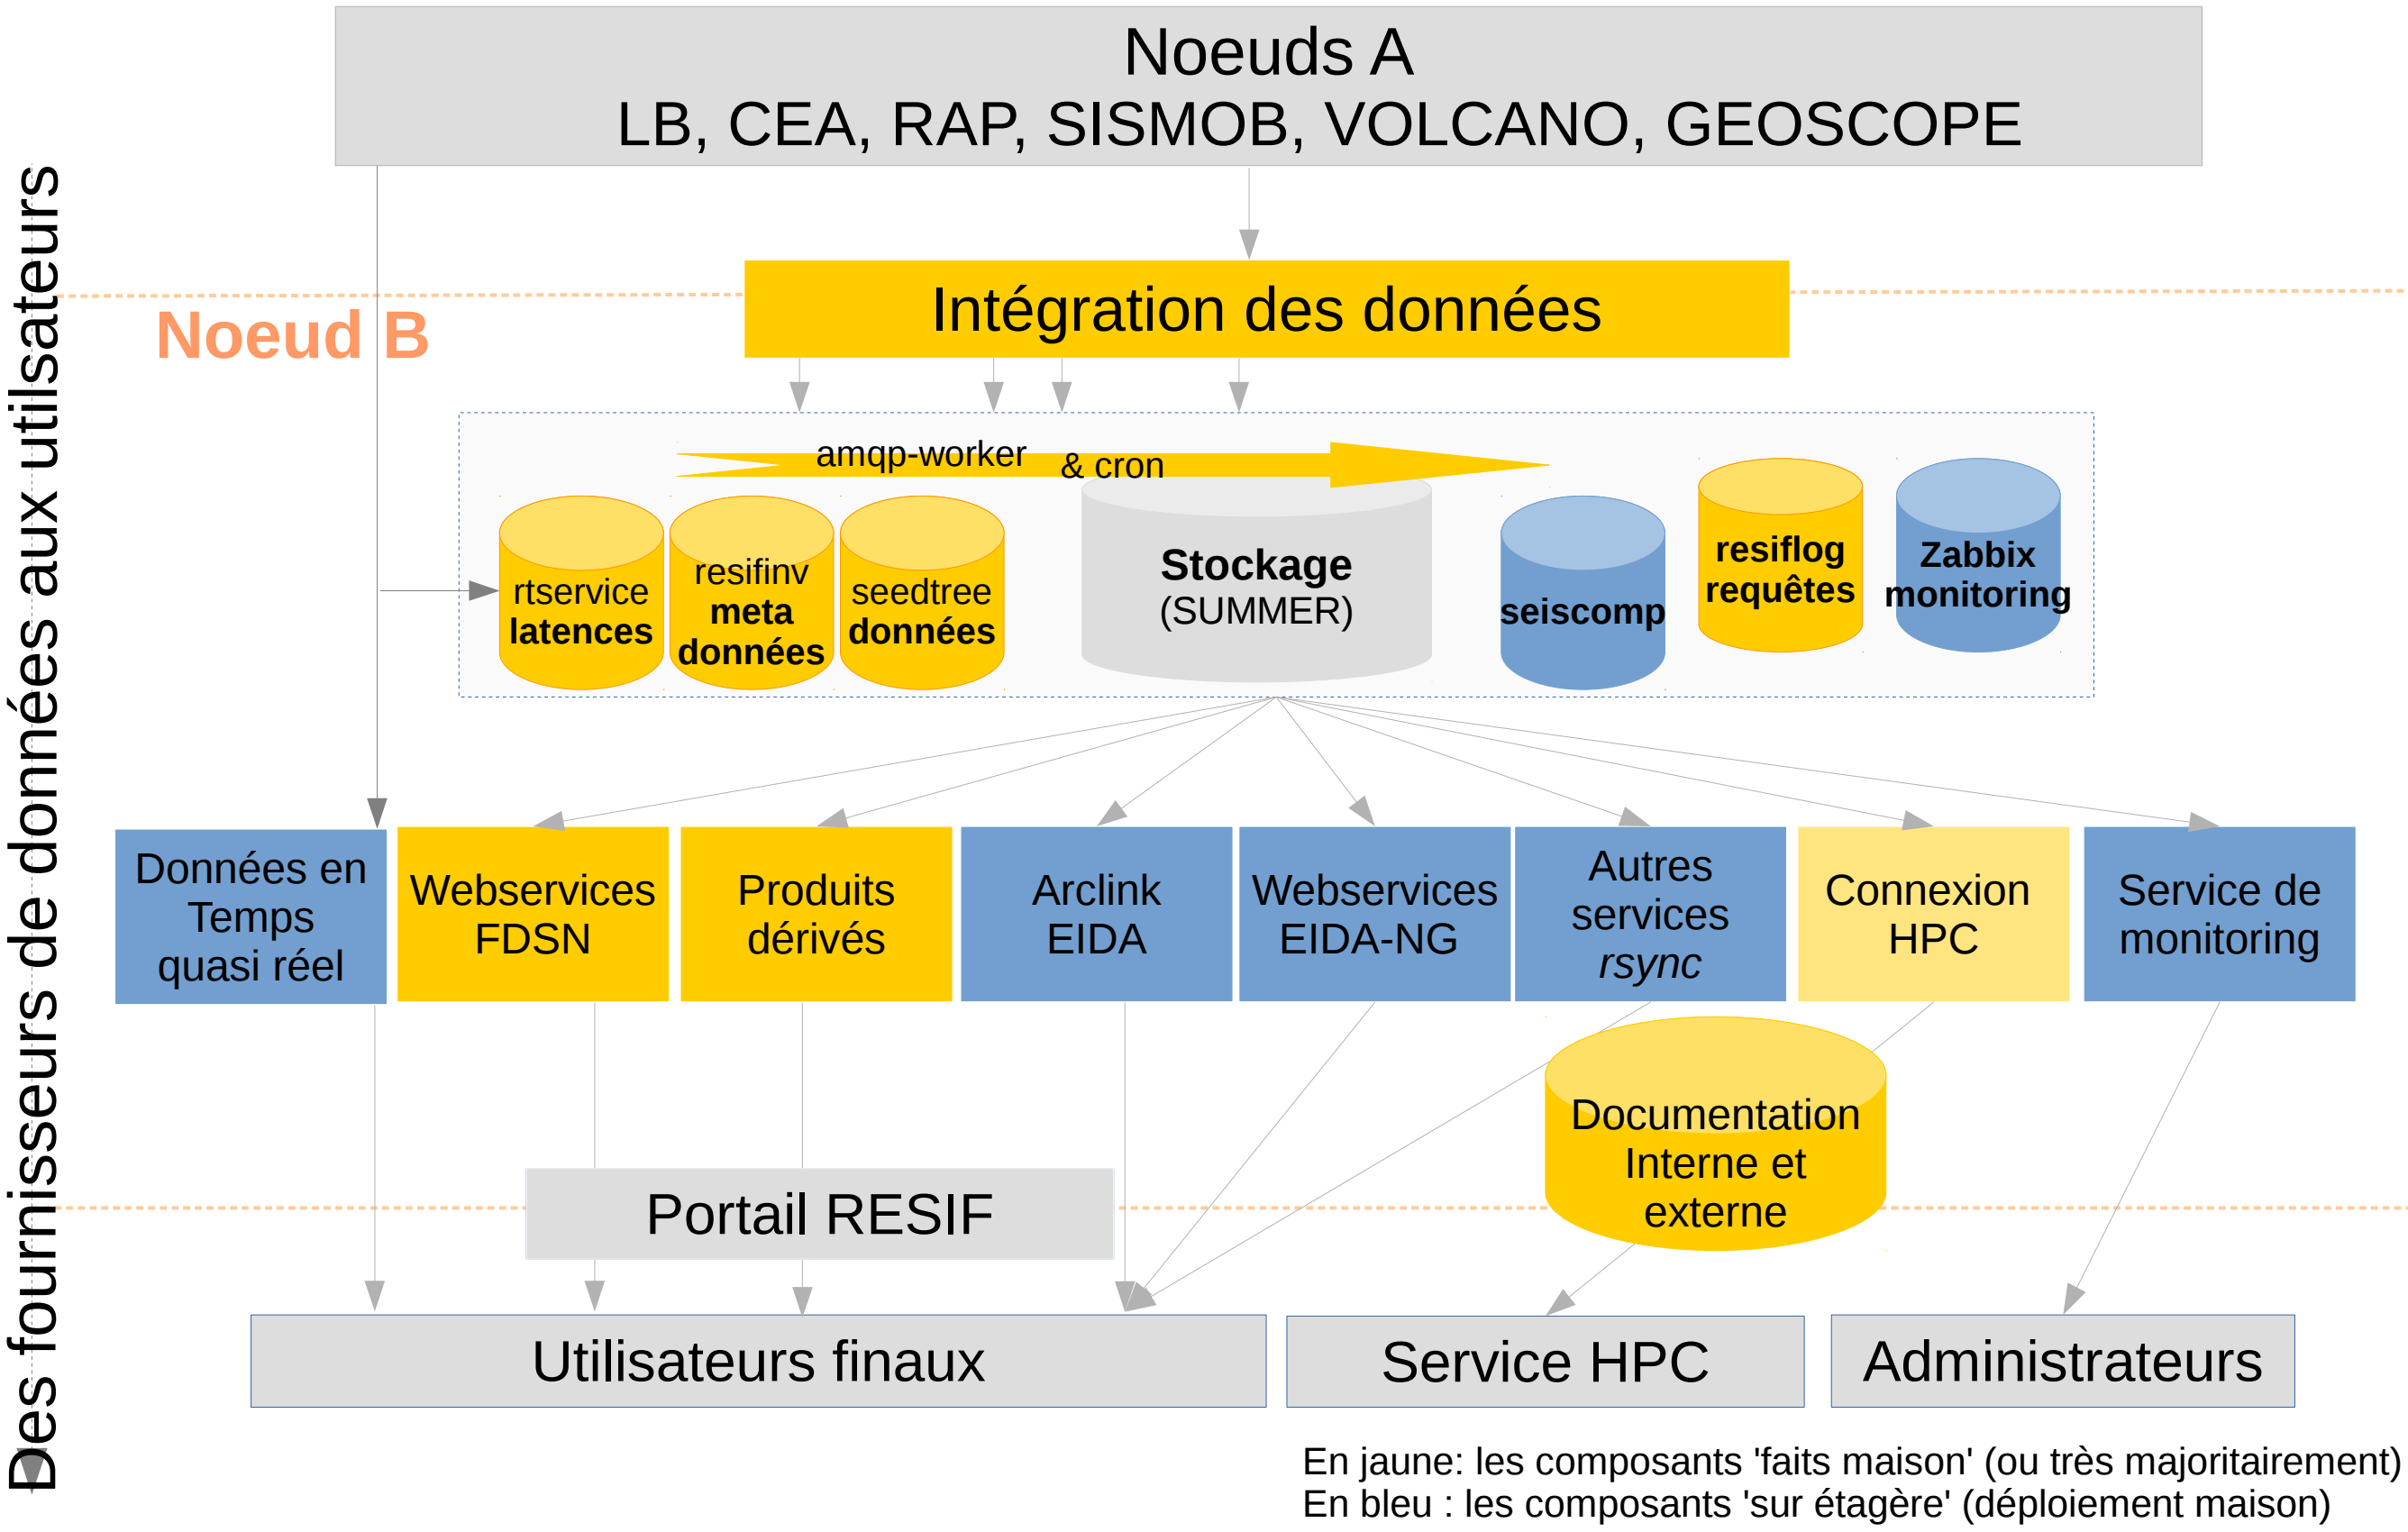 Noeuds A
LB, CEA, RAP, SISMOB, VOLCANO, GEOSCOPE
Des fournisseurs de données aux utilsateurs
Intégration des données
Noeud B
amqp-worker
& cron
rtservice
latences
resifinv
meta
données
seedtree
données
Stockage
(SUMMER)
seiscomp
resiflog
requêtes
Zabbix
monitoring
Données en
Temps
quasi réel
Webservices
FDSN
Produits
dérivés
Arclink
EIDA
Webservices
EIDA-NG
Autres
services
rsync
Connexion
HPC
Service de
monitoring
Documentation
Interne et
externe
Portail RESIF
Utilisateurs finaux
Service HPC
Administrateurs
En jaune: les composants 'faits maison' (ou très majoritairement)
En bleu : les composants 'sur étagère' (déploiement maison)